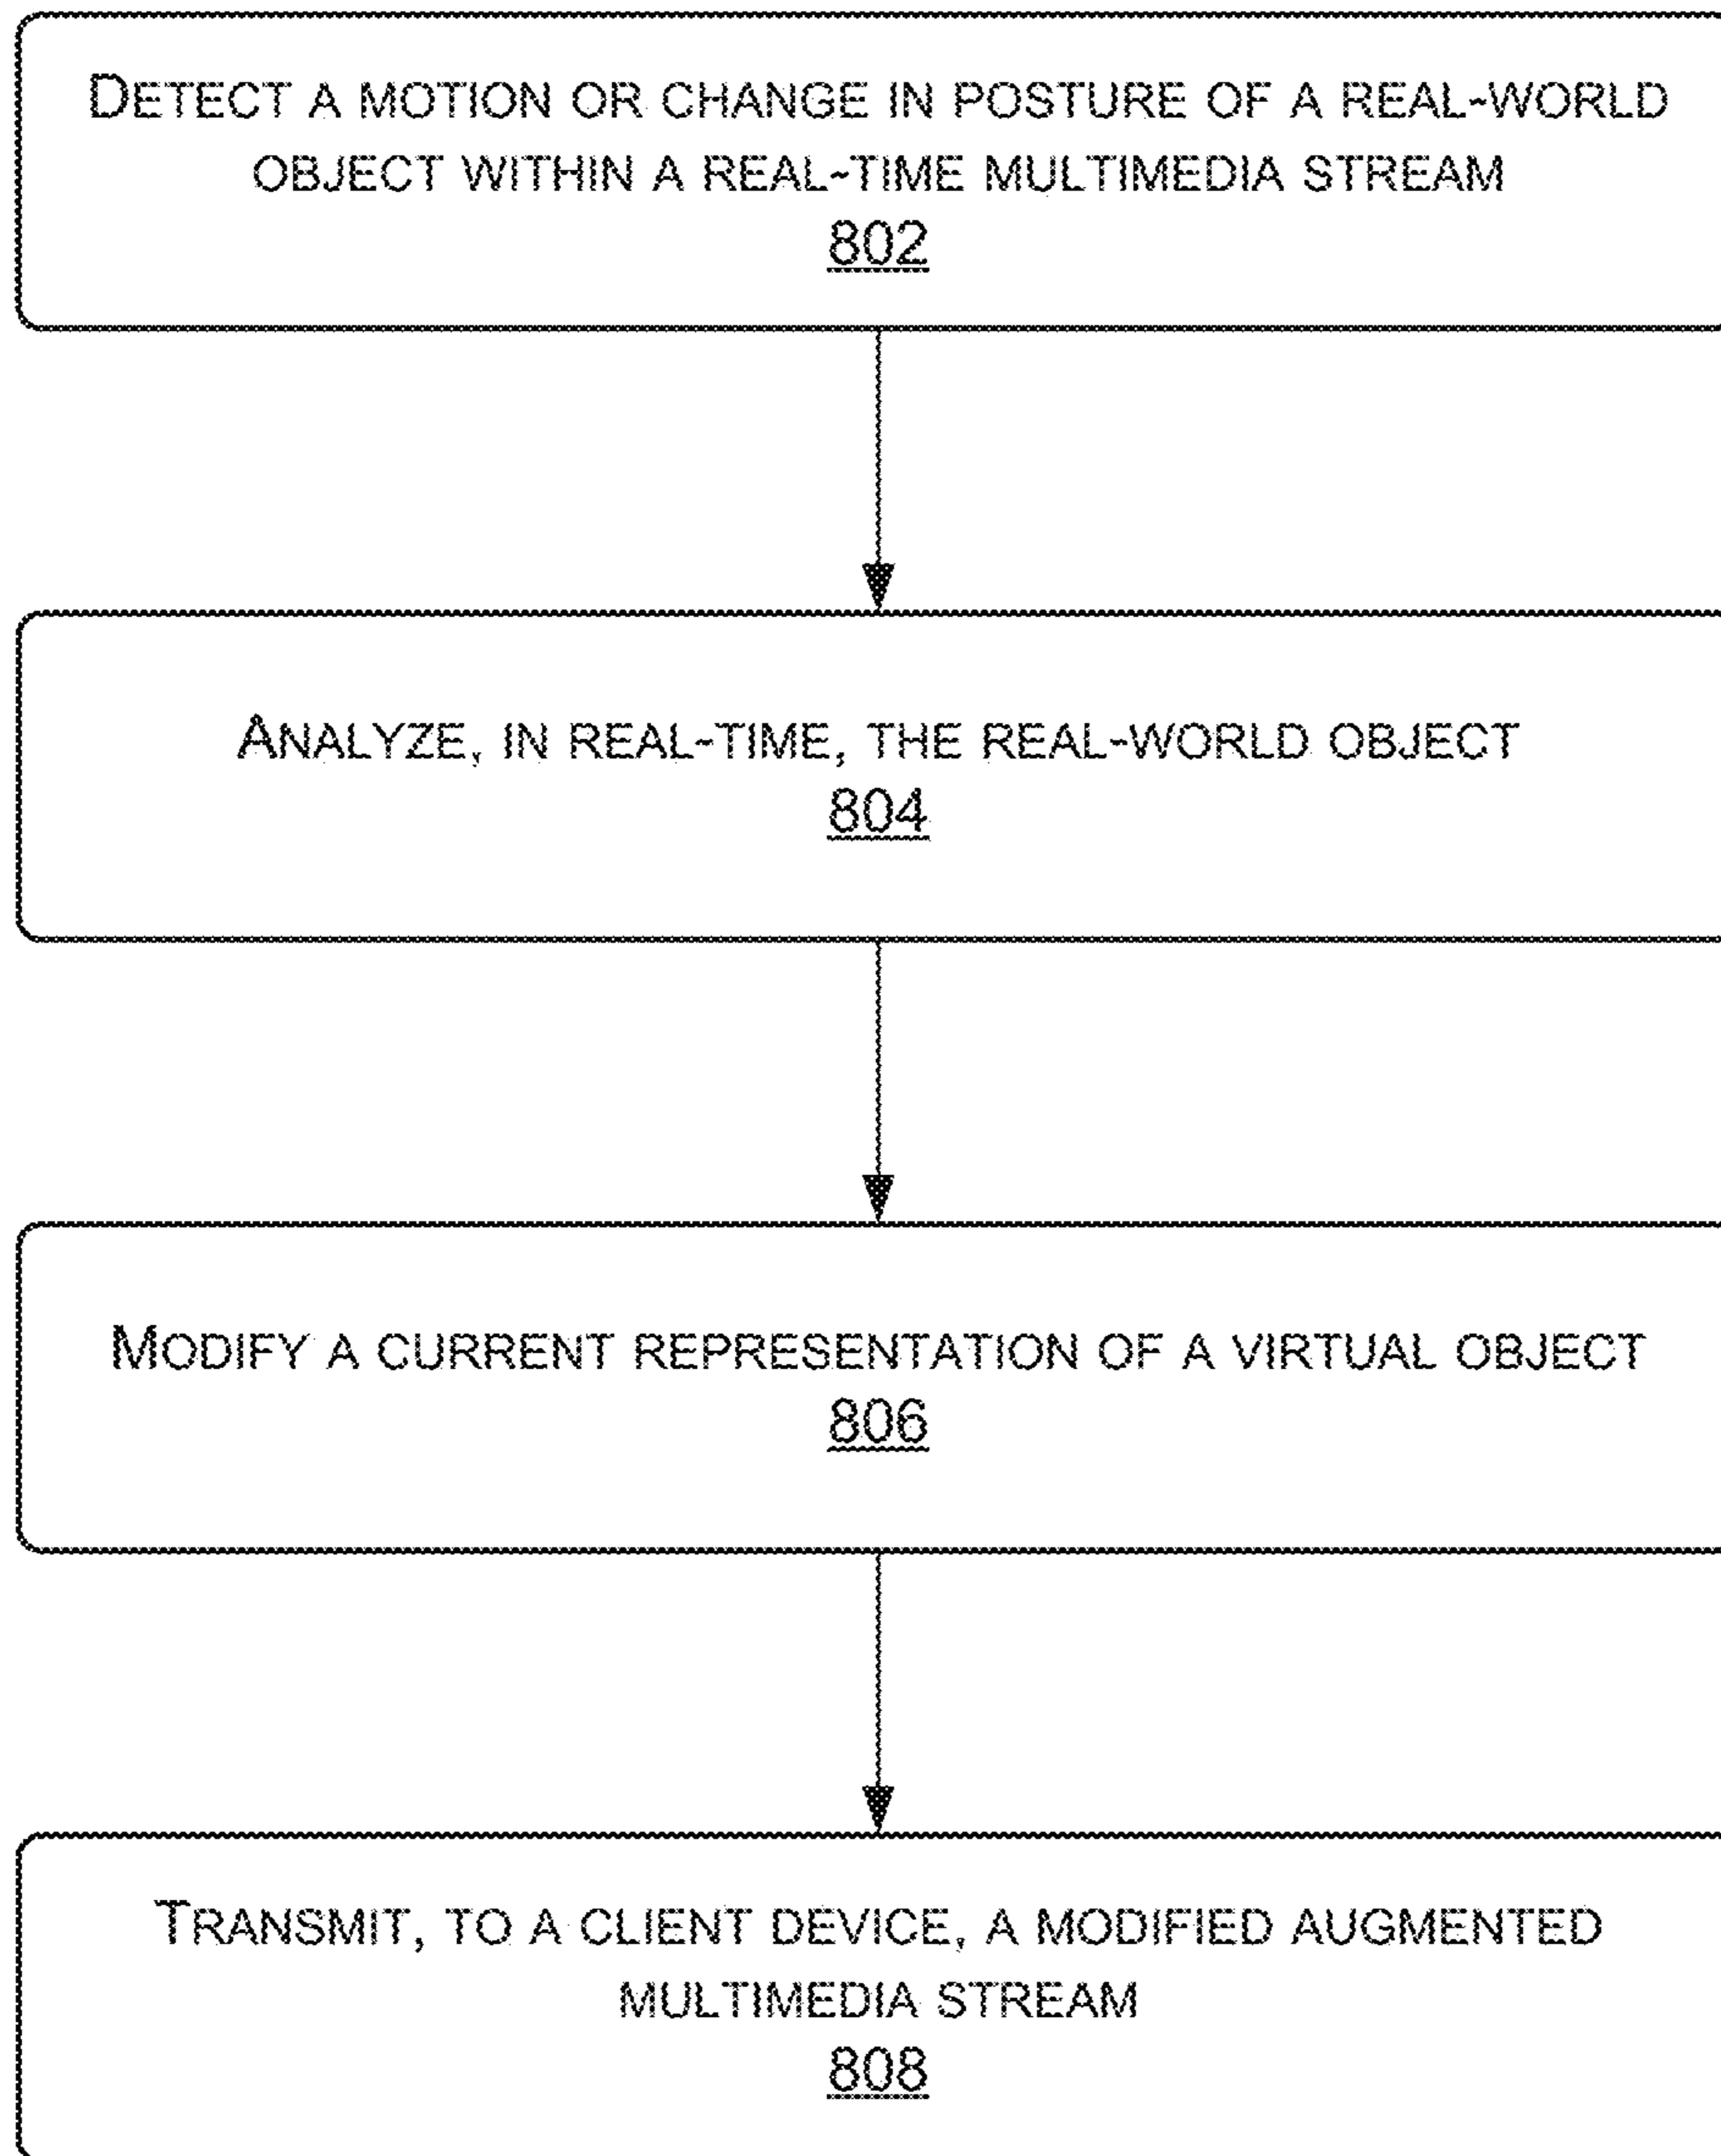 DETECT A MOTION OR CHANGE IN POSTURE OF A REAL-WORLD
OBJECT WITHIN A REAL-TIME MULTIMEDIA STREAM
802
ANALYZE, IN REAL-TIME, THE REAL-WORLD OBJECT
804
MODIFY A CURRENT REPRESENTATION OF A VIRTUAL OBJECT
806
TRANSMIT, TO A CLIENT DEVICE, A MODIFIED AUGMENTED
MULTIMEDIA STREAM
808